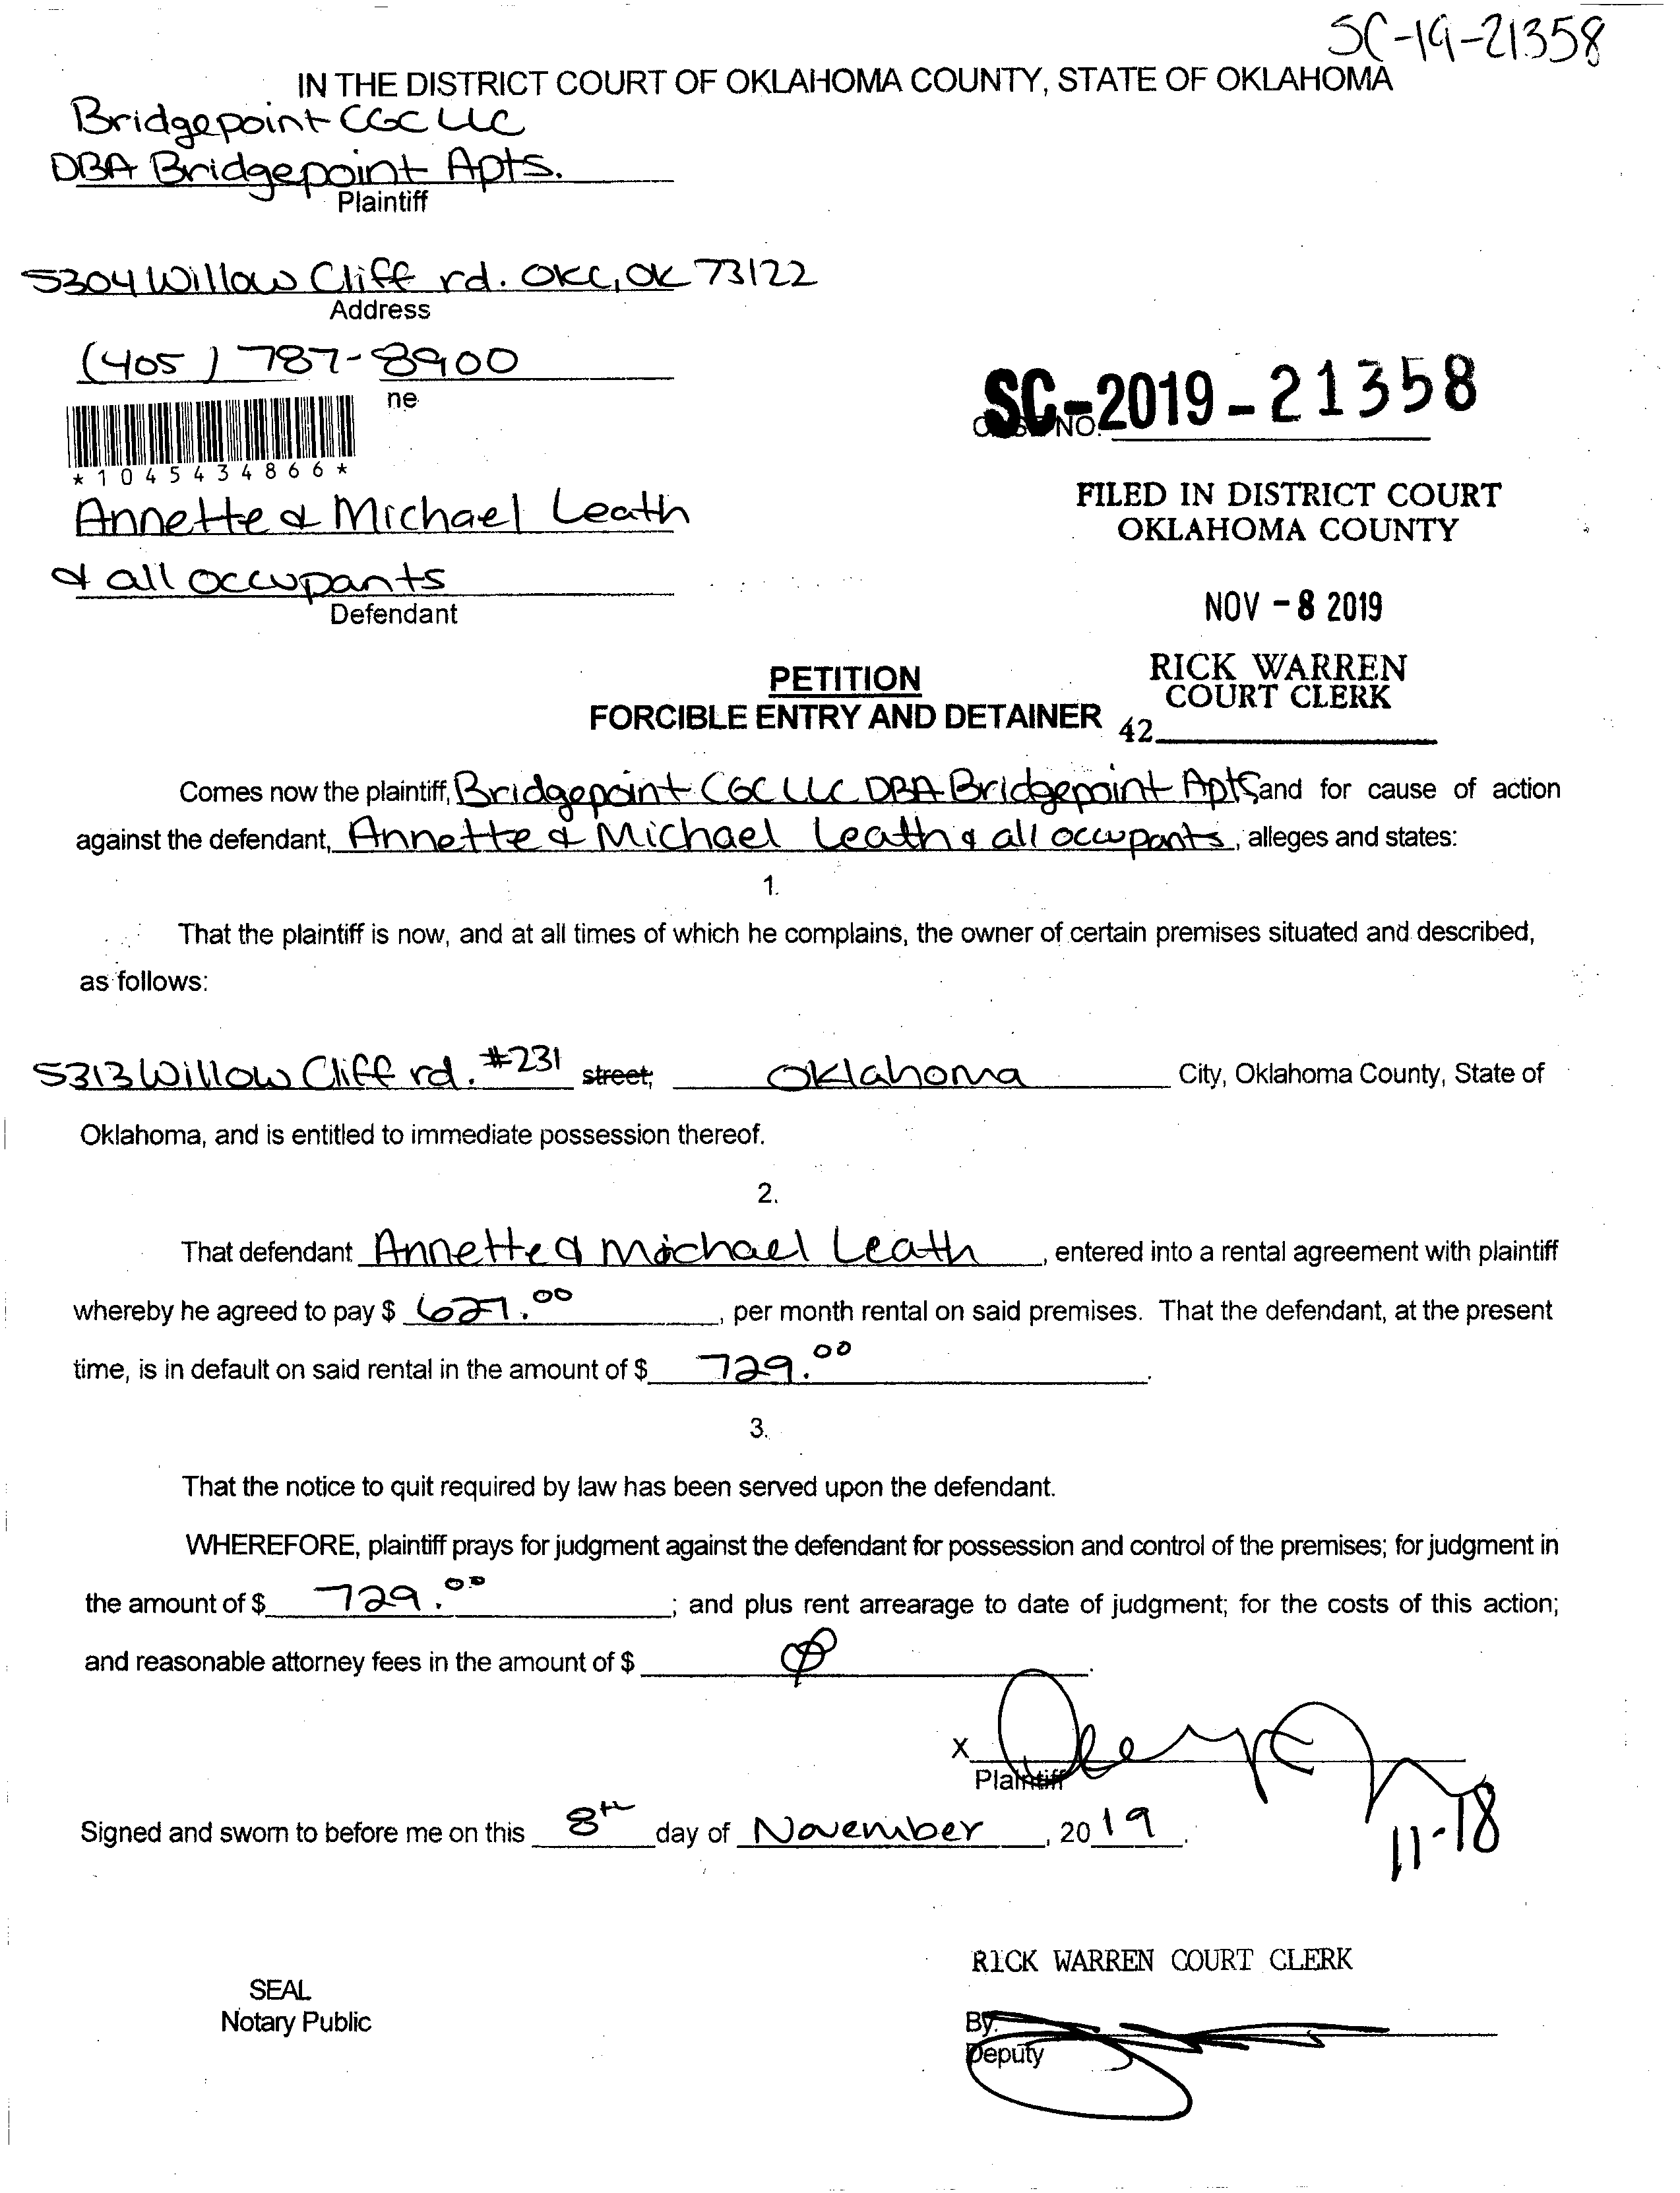 SC-19-21358
IN THE DISTRICT COURT OF OKLAHOMA COUNTY, STATE OF OKLAHOMA
Bridgepoint CGC LLC
DBA Bridgepoint Apts.
Plaintiff
5304 Willow Cliff rd. OKC, OK 73122
Address
(405) 787-8900
ne
SC-2019-21358
NO.
*1045434866*
Annette & Michael Leath
& all occupants
Defendant
FILED IN DISTRICT COURT
OKLAHOMA COUNTY
NOV - 8 2019
RICK WARREN
COURT CLERK
42
PETITION
FORCIBLE ENTRY AND DETAINER
Comes now the plaintiff, Bridgepoint CGC LLC DBA Bridgepoint Apts and for cause of action
against the defendant, Annette & Michael Leath & all occupants, alleges and states:
1.
That the plaintiff is now, and at all times of which he complains, the owner of certain premises situated and described,
as follows:
5313 Willow Cliff rd. #231 street; Oklahoma City, Oklahoma County, State of
Oklahoma, and is entitled to immediate possession thereof.
2.
That defendant Annette & Michael Leath, entered into a rental agreement with plaintiff
whereby he agreed to pay $ 627.00, per month rental on said premises. That the defendant, at the present
time, is in default on said rental in the amount of $ 729.00.
3.
That the notice to quit required by law has been served upon the defendant.
WHEREFORE, plaintiff prays for judgment against the defendant for possession and control of the premises; for judgment in
the amount of $ 729.00; and plus rent arrearage to date of judgment; for the costs of this action;
and reasonable attorney fees in the amount of $
X
Plaintiff
11-18
Signed and sworn to before me on this 8th day of November, 2019.
RICK WARREN COURT CLERK
SEAL
Notary Public
By:
Deputy